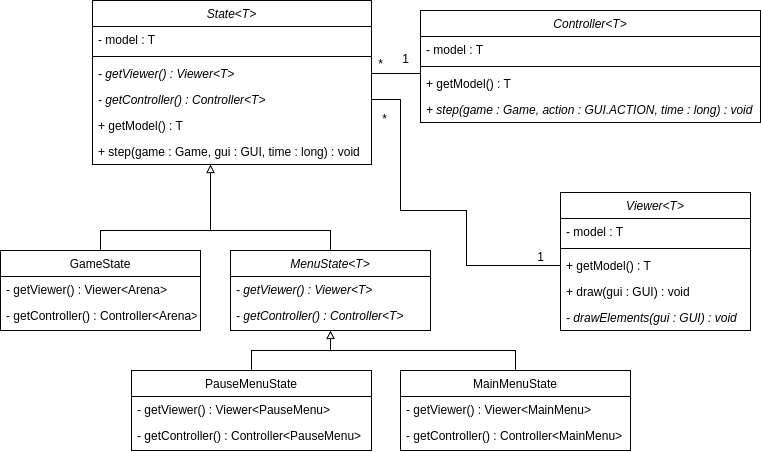 State<T>
- model : T
- getViewer() : Viewer<T>
- getController() : Controller<T>
+ getModel() : T
+ step(game : Game, gui : GUI, time : long) : void
*
1
*
Controller<T>
- model : T
+ getModel() : T
+ step(game : Game, action : GUI.ACTION, time : long) : void
Viewer<T>
- model : T
+ getModel() : T
+ draw(gui : GUI) : void
- drawElements(gui : GUI) : void
1
GameState
- getViewer() : Viewer<Arena>
- getController() : Controller<Arena>
MenuState<T>
- getViewer() : Viewer<T>
- getController() : Controller<T>
PauseMenuState
- getViewer() : Viewer<PauseMenu>
- getController() : Controller<PauseMenu>
MainMenuState
- getViewer() : Viewer<MainMenu>
- getController() : Controller<MainMenu>